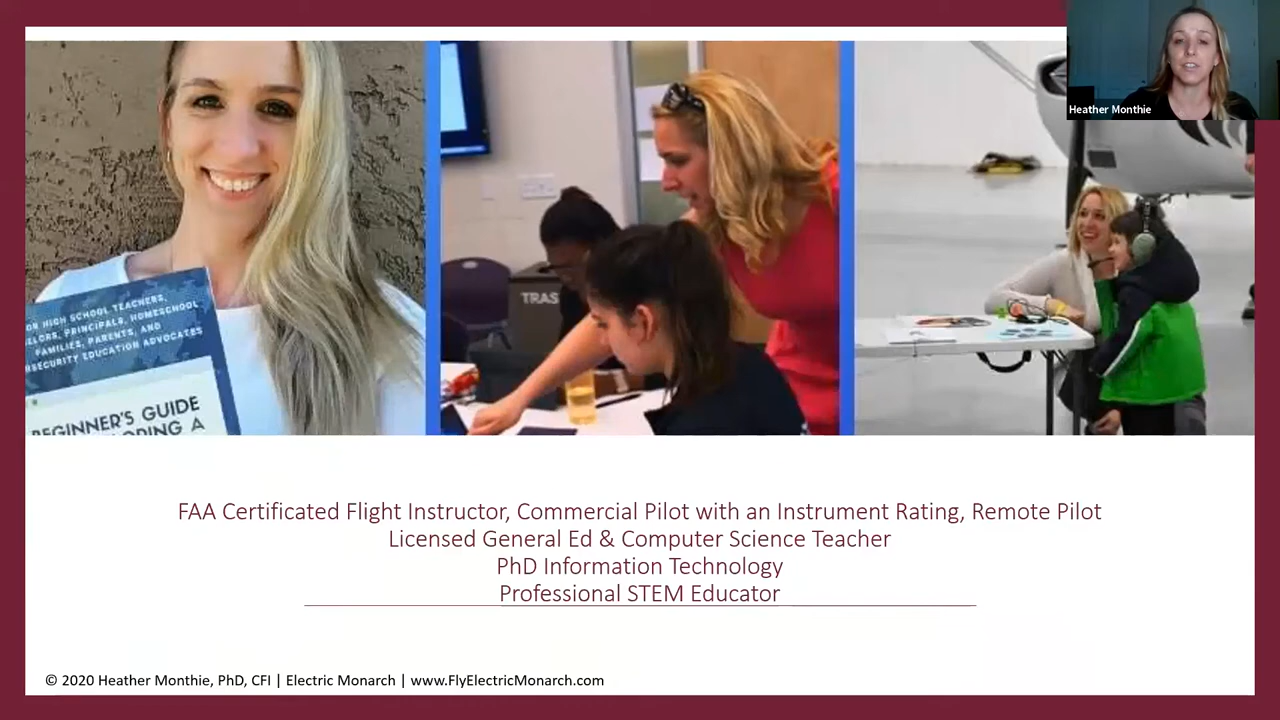 Heather Monthie
TRAS
OR HIGH SCHOOL TEACHERS,
ELORS, PRINCIPALS, HOMESCHOOL
FAMILIES, PARENTS, AND
RSECURITY EDUCATION ADVOCATES
BEGINNER'S GUIDE
OPING A
FAA Certificated Flight Instructor, Commercial Pilot with an Instrument Rating, Remote Pilot
Licensed General Ed & Computer Science Teacher
PhD Information Technology
Professional STEM Educator
© 2020 Heather Monthie, PhD, CFI | Electric Monarch | www.FlyElectricMonarch.com